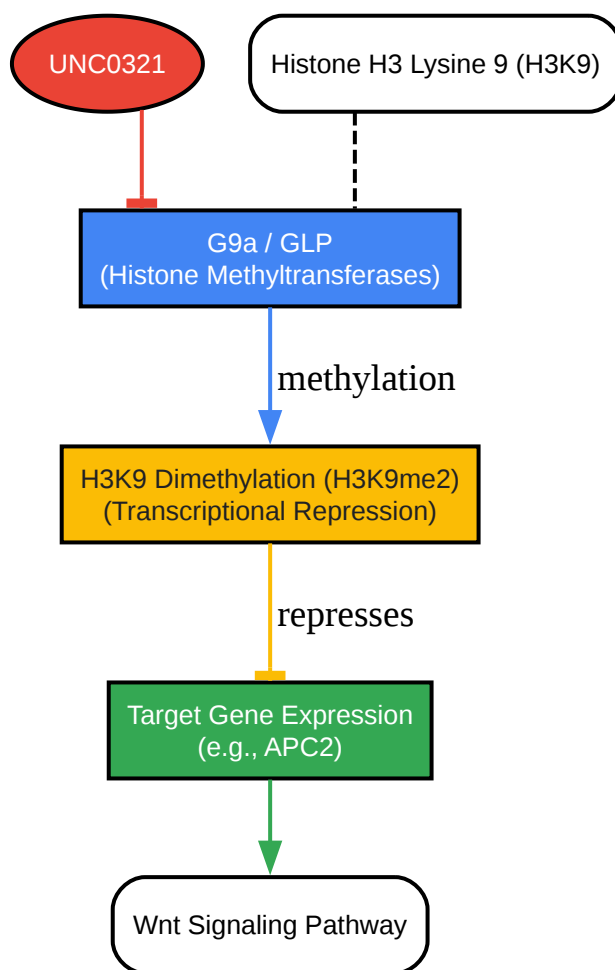 UNC0321
Histone H3 Lysine 9 (H3K9)
G9a / GLP
(Histone Methyltransferases)
methylation
H3K9 Dimethylation (H3K9me2)
(Transcriptional Repression)
represses
Target Gene Expression
(e.g., APC2)
Wnt Signaling Pathway